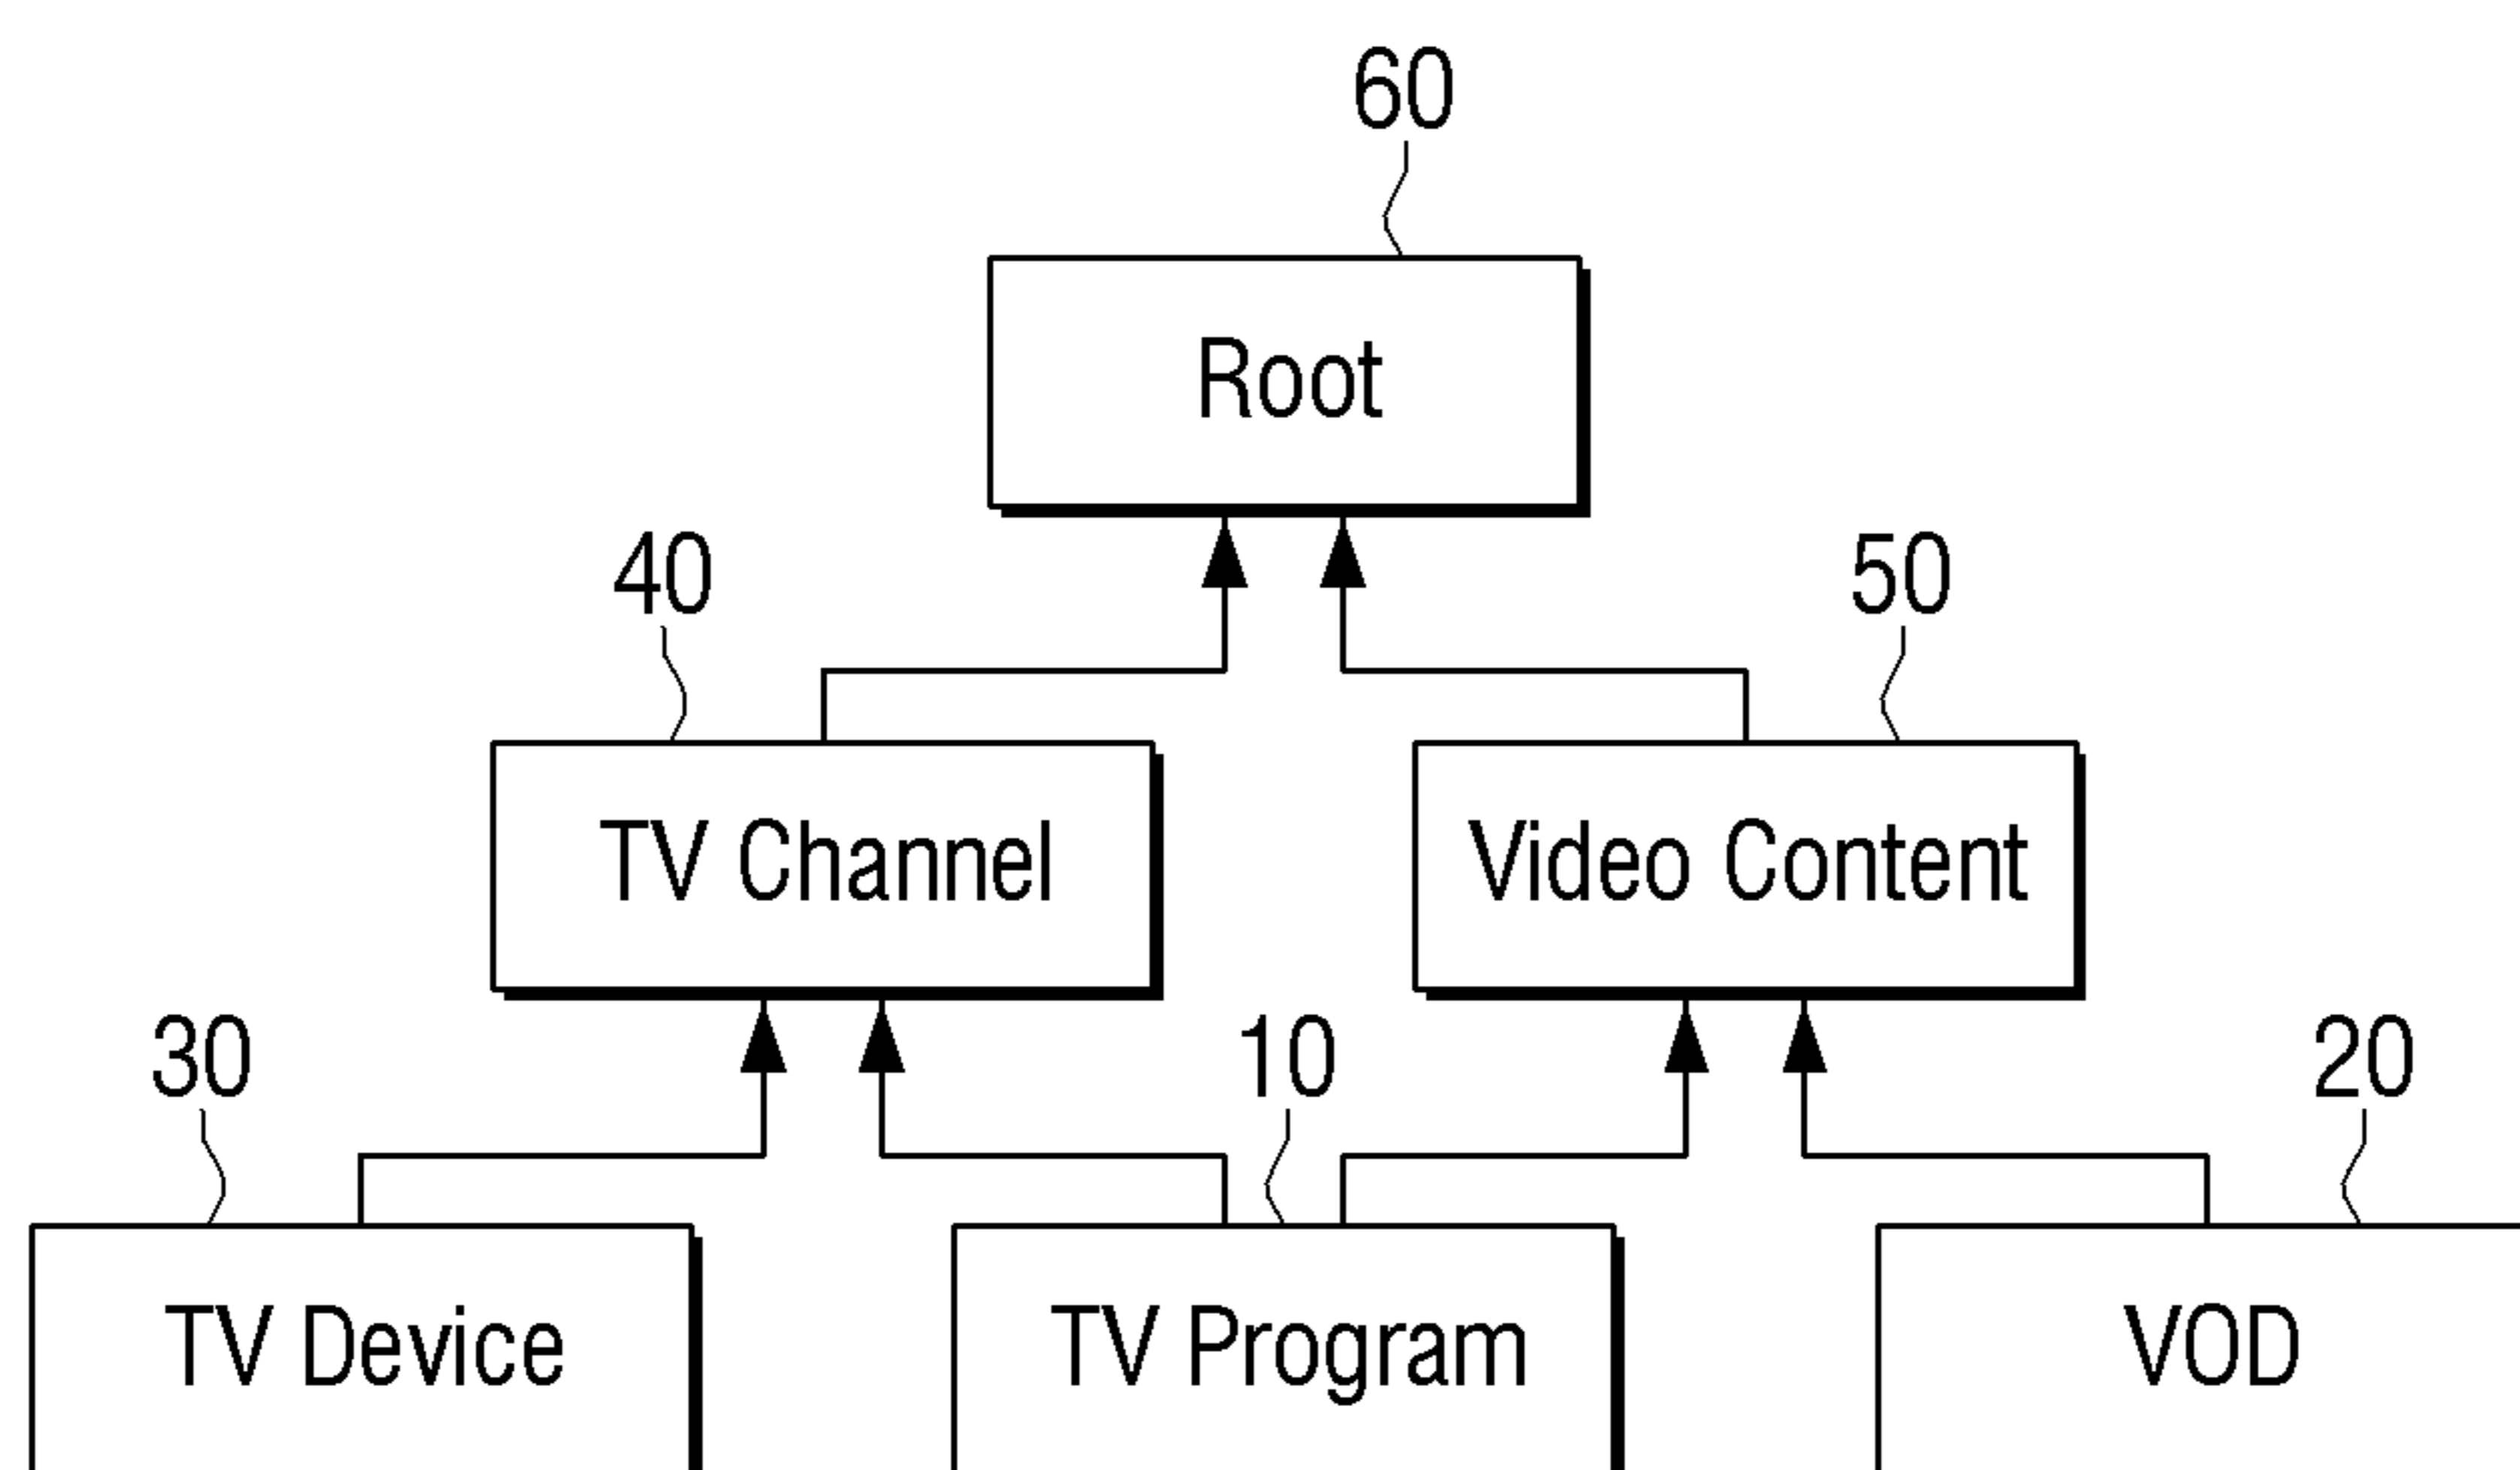 60
Root
40
50
TV Channel
Video Content
30
10
20
TV Device
TV Program
VOD